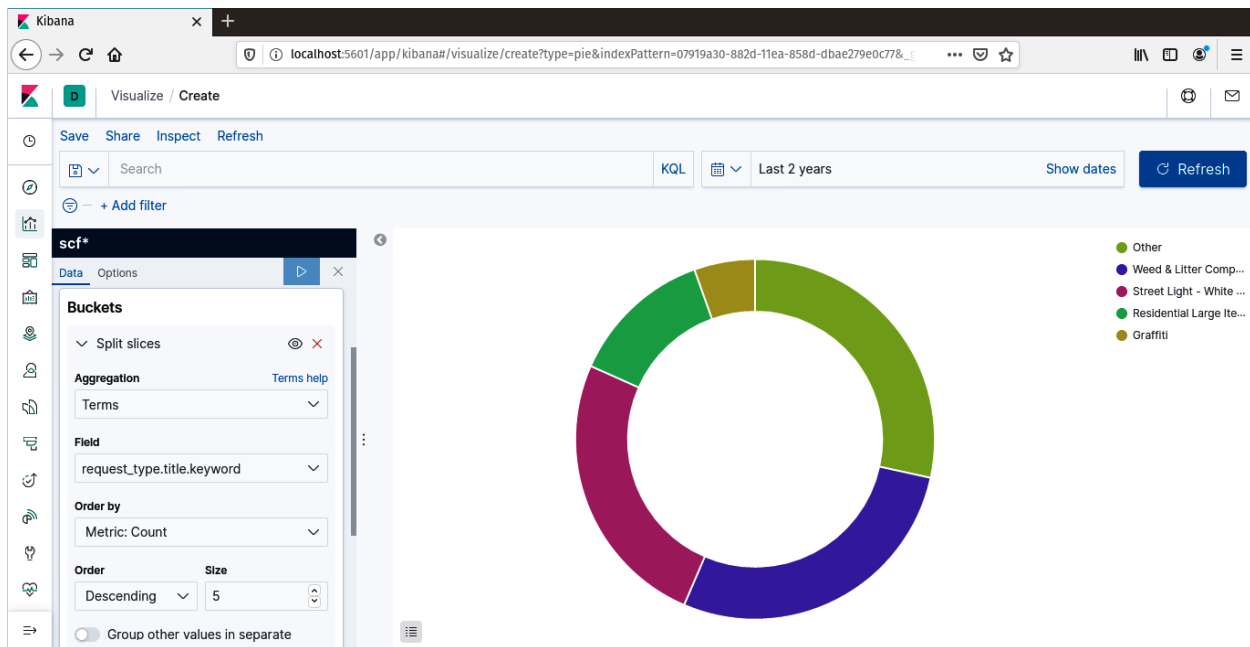 Kibana
localhost:5601/app/kibana#/visualize/create?type=pie&indexPattern=07919a30-882d-11ea-858d-dbae279e0c77&_
D Visualize / Create
Save Share Inspect Refresh
Search KQL Last 2 years Show dates Refresh
+ Add filter
scf*
Data Options
Buckets
Split slices
Aggregation Terms help
Terms
Field
request_type.title.keyword
Order by
Metric: Count
Order Size
Descending 5
Group other values in separate
Other
Weed & Litter Comp...
Street Light - White ...
Residential Large Ite...
Graffiti